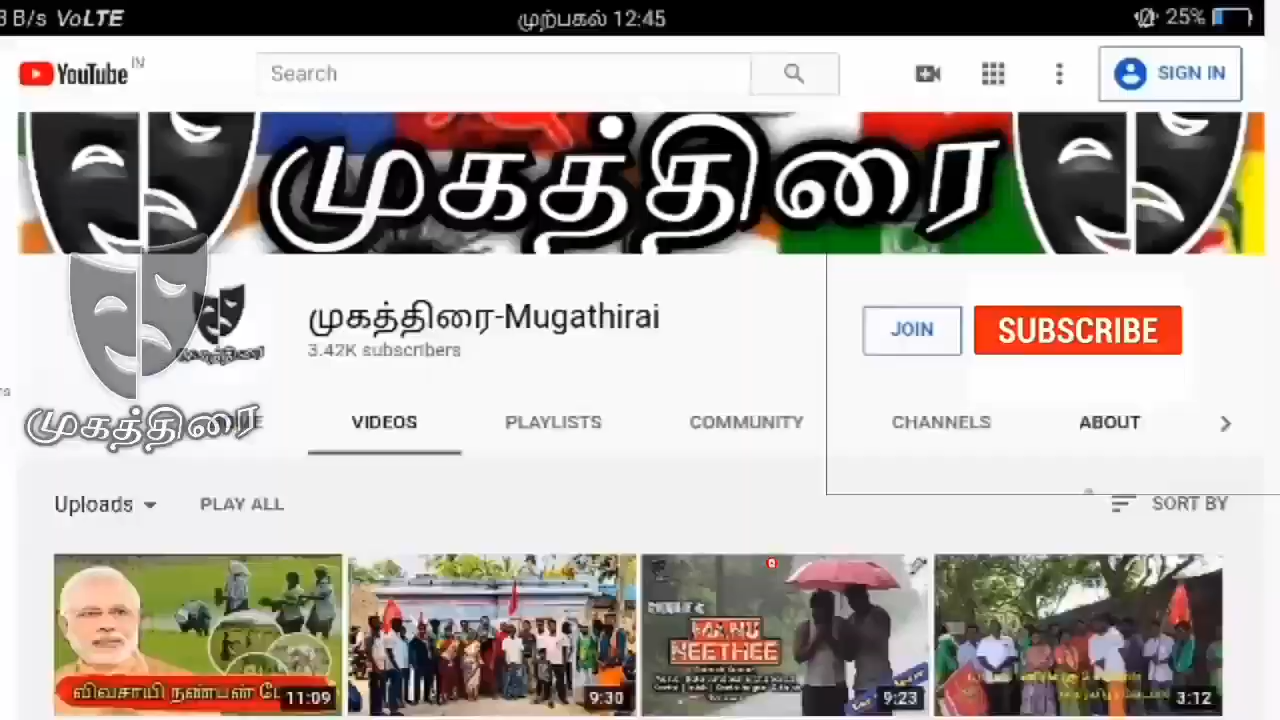 B/s VoLTE முற்பகல் 12:45 25%
YouTube IN Search SIGN IN
முகத்திரை
முகத்திரை-Mugathirai JOIN SUBSCRIBE
3.42K subscribers
முகத்திரை
VIDEOS PLAYLISTS COMMUNITY CHANNELS ABOUT
முகத்திரை
Uploads PLAY ALL SORT BY
விவசாயி நண்பன் 11:09 9:30 MANU NEETHEE 9:23 3:12